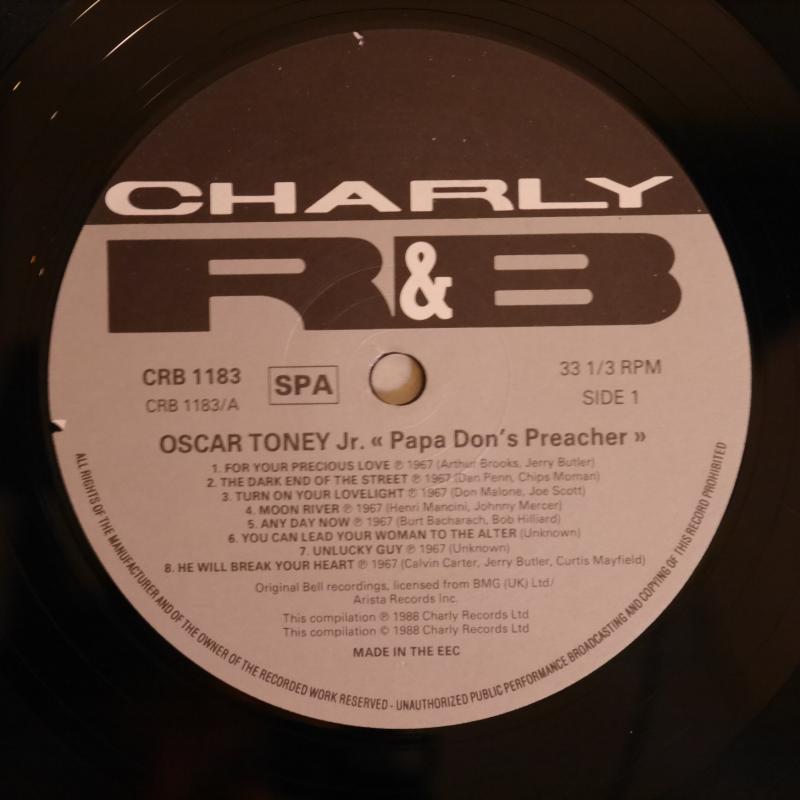 CHARLY
R&B
CRB 1183 SPA 33 1/3 RPM
CRB 1183/A SIDE 1
OSCAR TONEY Jr. « Papa Don's Preacher »
1. FOR YOUR PRECIOUS LOVE ℗ 1967 (Arthur Brooks, Jerry Butler)
2. THE DARK END OF THE STREET ℗ 1967 (Dan Penn, Chips Moman)
3. TURN ON YOUR LOVELIGHT ℗ 1967 (Don Malone, Joe Scott)
4. MOON RIVER ℗ 1967 (Henri Mancini, Johnny Mercer)
5. ANY DAY NOW ℗ 1967 (Burt Bacharach, Bob Hilliard)
6. YOU CAN LEAD YOUR WOMAN TO THE ALTER (Unknown)
7. UNLUCKY GUY ℗ 1967 (Unknown)
8. HE WILL BREAK YOUR HEART ℗ 1967 (Calvin Carter, Jerry Butler, Curtis Mayfield)
Original Bell recordings, licensed from BMG (UK) Ltd/
Arista Records Inc.
This compilation ℗ 1988 Charly Records Ltd
This compilation © 1988 Charly Records Ltd
MADE IN THE EEC
ALL RIGHTS OF THE MANUFACTURER AND OF THE OWNER OF THE RECORDED WORK RESERVED - UNAUTHORIZED PUBLIC PERFORMANCE BROADCASTING AND COPYING OF THIS RECORD PROHIBITED